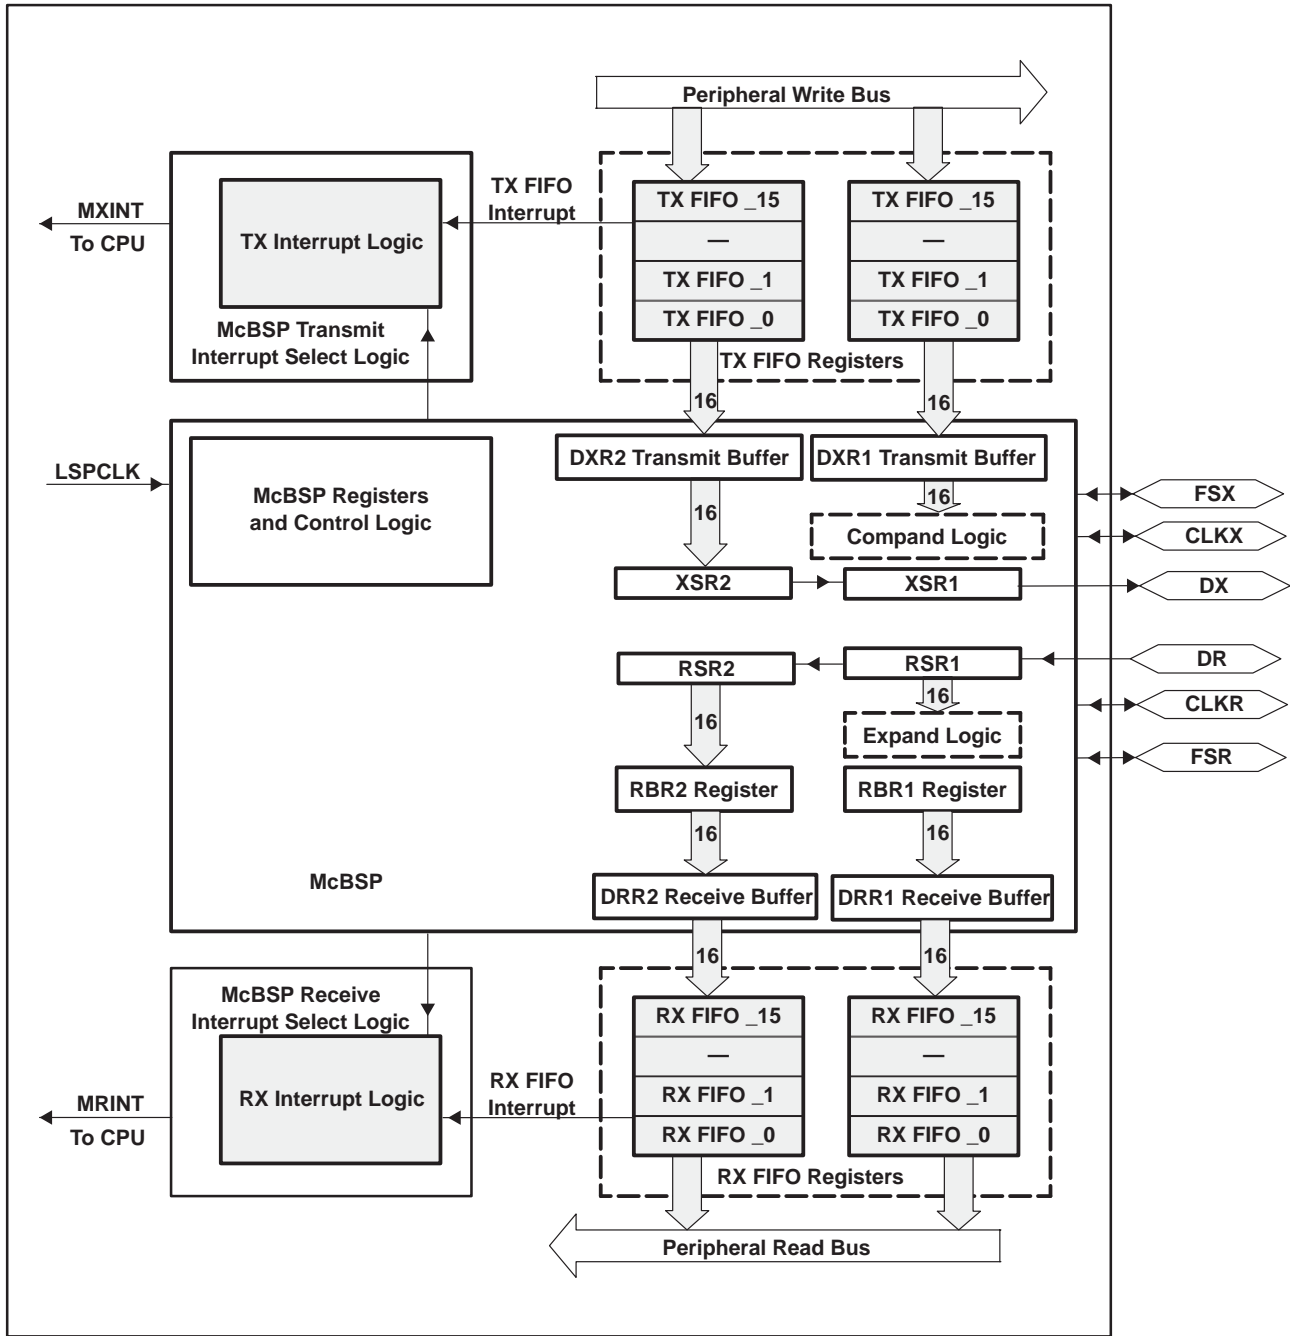 Peripheral Write Bus
TX FIFO
Interrupt
TX FIFO _15
—
TX FIFO _1
TX FIFO _0
TX FIFO _15
—
TX FIFO _1
TX FIFO _0
TX FIFO Registers
MXINT
To CPU
TX Interrupt Logic
McBSP Transmit
Interrupt Select Logic
16
16
LSPCLK
McBSP Registers
and Control Logic
DXR2 Transmit Buffer
DXR1 Transmit Buffer
16
16
Compand Logic
XSR2
XSR1
FSX
CLKX
DX
RSR2
RSR1
DR
16
16
Expand Logic
CLKR
FSR
RBR2 Register
RBR1 Register
16
16
McBSP
DRR2 Receive Buffer
DRR1 Receive Buffer
16
16
McBSP Receive
Interrupt Select Logic
RX Interrupt Logic
MRINT
To CPU
RX FIFO
Interrupt
RX FIFO _15
—
RX FIFO _1
RX FIFO _0
RX FIFO _15
—
RX FIFO _1
RX FIFO _0
RX FIFO Registers
Peripheral Read Bus